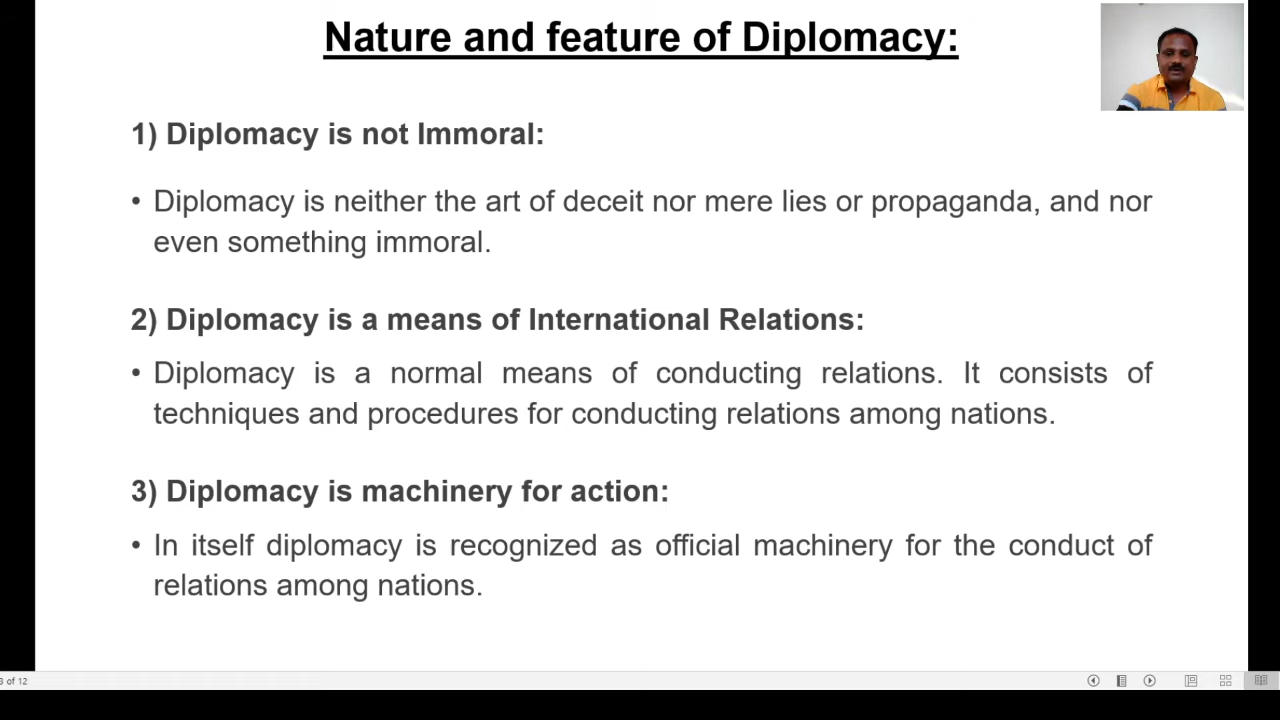 Nature and feature of Diplomacy:
1) Diplomacy is not Immoral:
• Diplomacy is neither the art of deceit nor mere lies or propaganda, and nor
even something immoral.
2) Diplomacy is a means of International Relations:
• Diplomacy is a normal means of conducting relations. It consists of
techniques and procedures for conducting relations among nations.
3) Diplomacy is machinery for action:
• In itself diplomacy is recognized as official machinery for the conduct of
relations among nations.
3 of 12